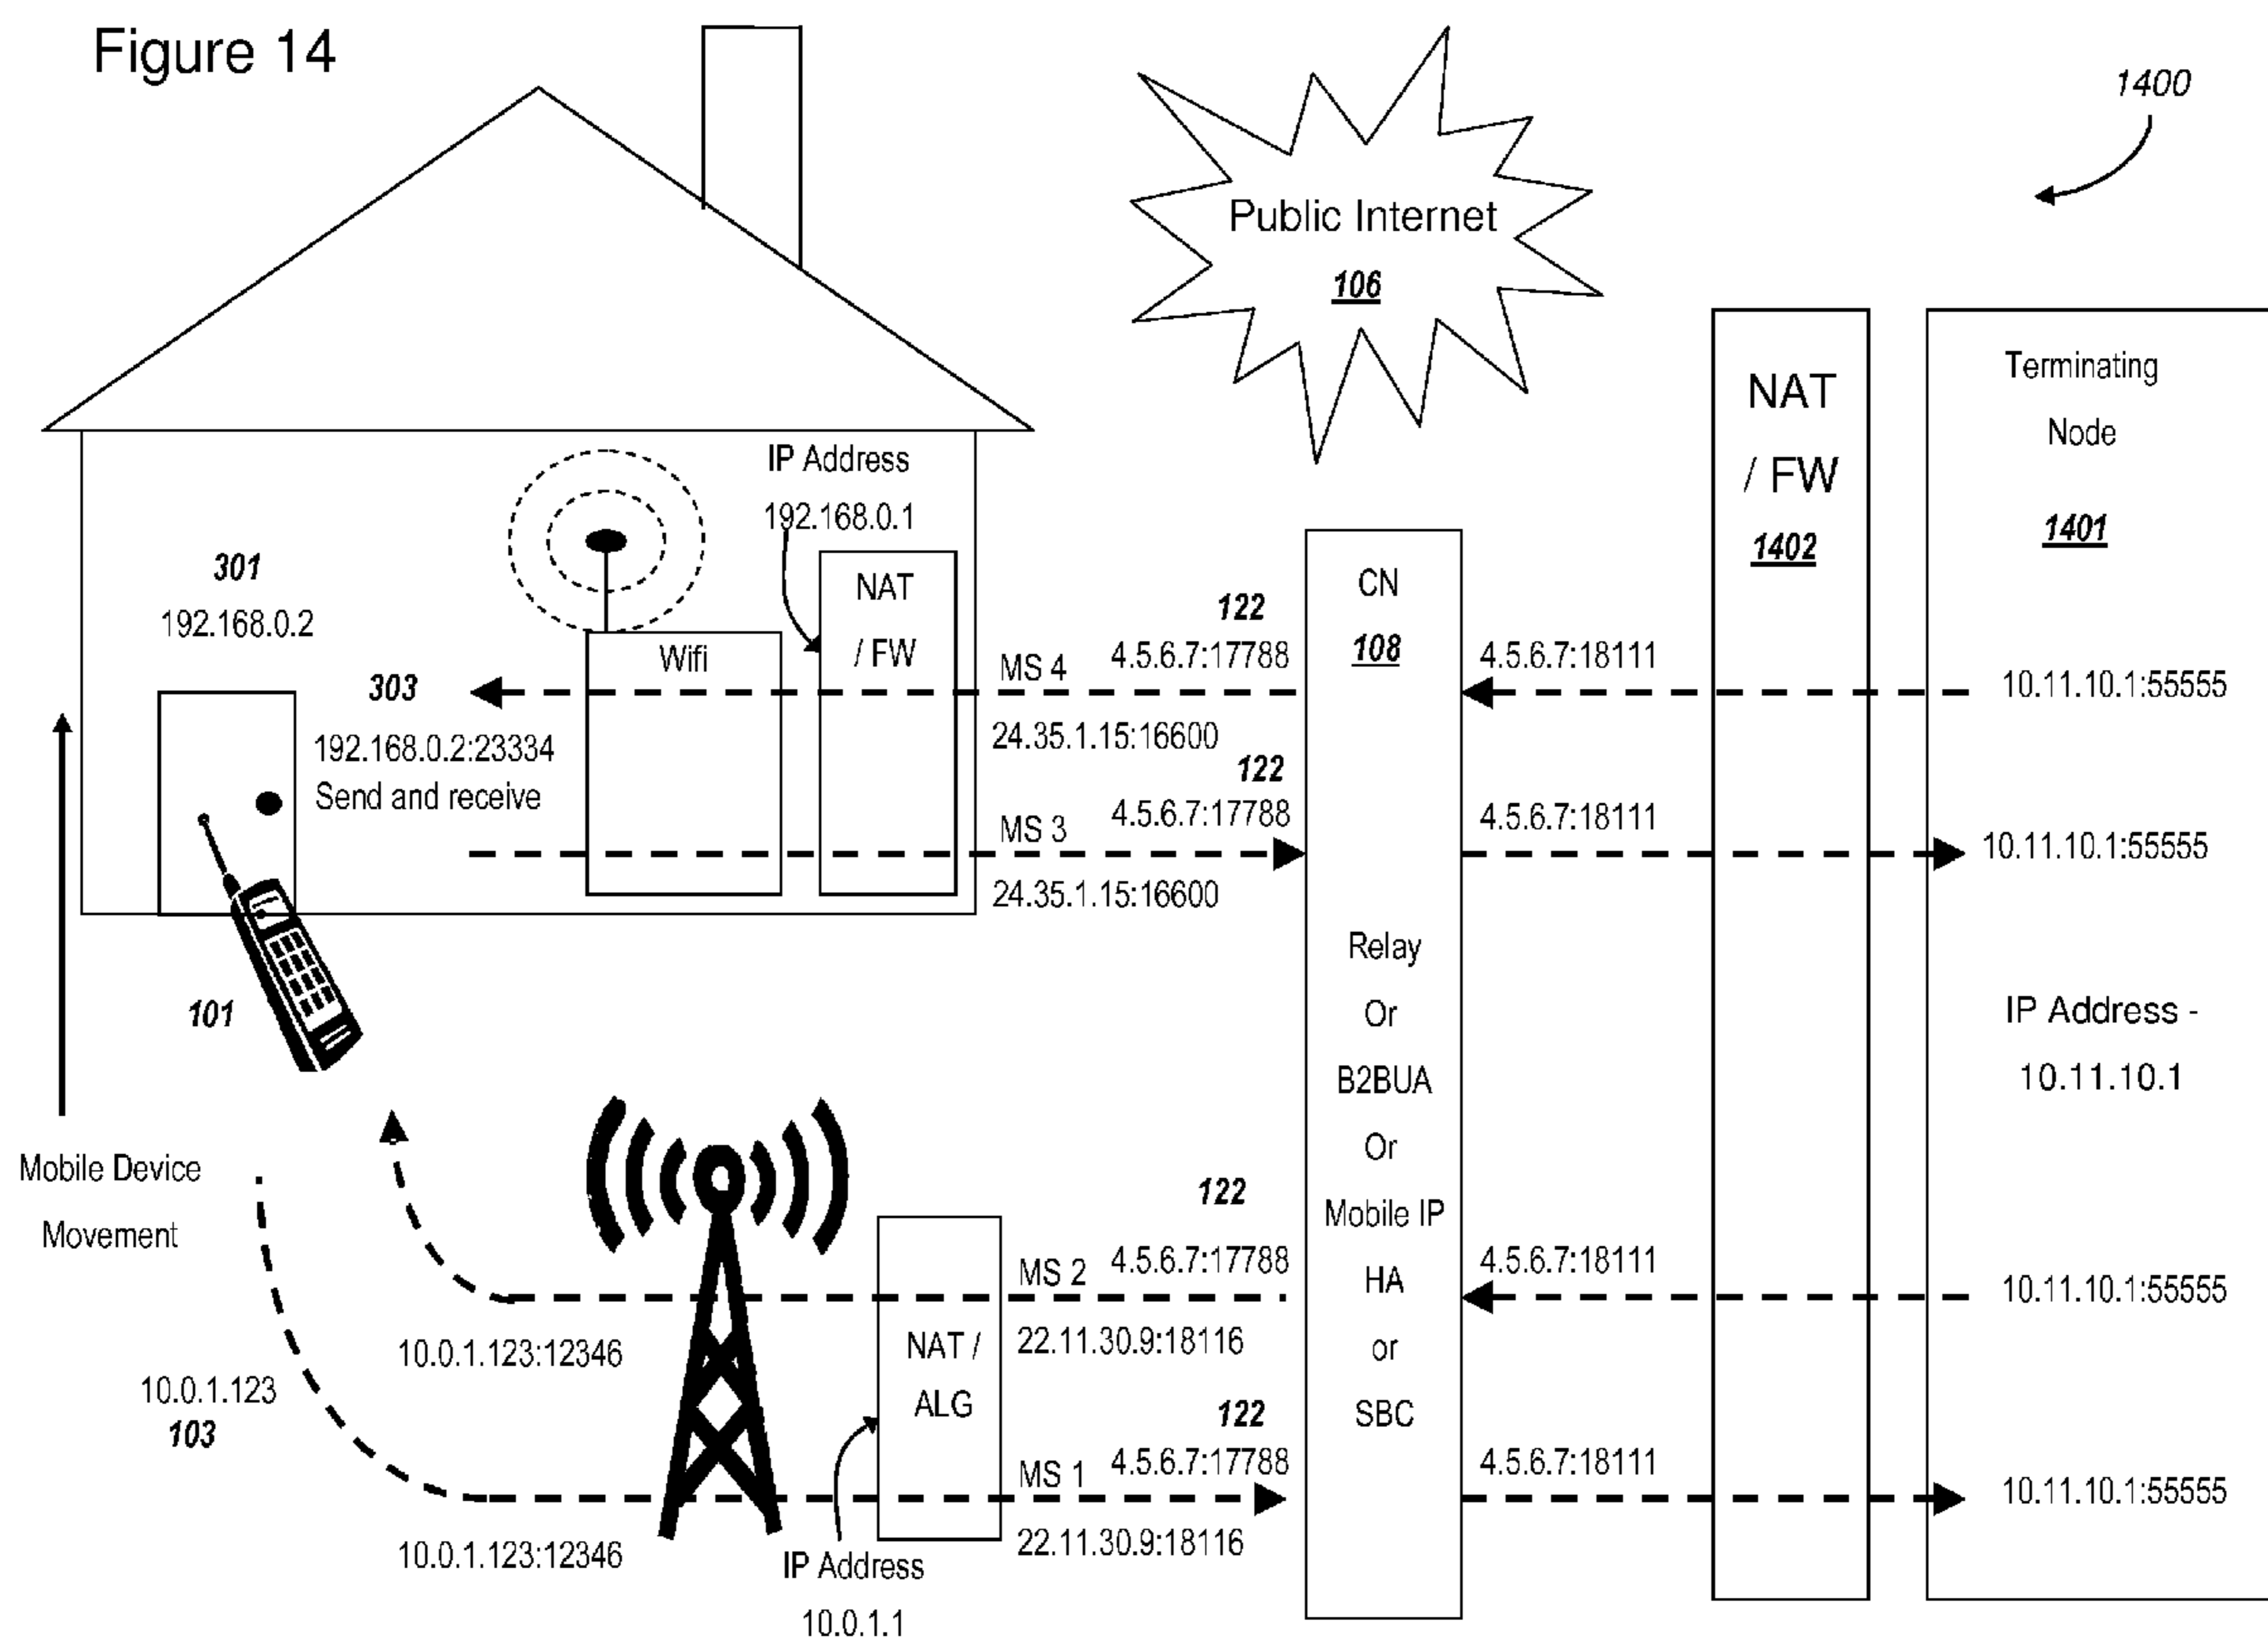 Figure 14
1400
Public Internet
106
IP Address
192.168.0.1
301
192.168.0.2
Wifi
NAT
/ FW
303
192.168.0.2:23334
Send and receive
MS 4
122
4.5.6.7:17788
24.35.1.15:16600
MS 3
122
4.5.6.7:17788
24.35.1.15:16600
CN
108
Relay
Or
B2BUA
Or
Mobile IP
HA
or
SBC
4.5.6.7:18111
4.5.6.7:18111
4.5.6.7:18111
4.5.6.7:18111
NAT
/ FW
1402
Terminating
Node
1401
10.11.10.1:55555
10.11.10.1:55555
IP Address -
10.11.10.1
10.11.10.1:55555
10.11.10.1:55555
101
Mobile Device
Movement
10.0.1.123
103
10.0.1.123:12346
10.0.1.123:12346
NAT /
ALG
IP Address
10.0.1.1
MS 2
122
4.5.6.7:17788
22.11.30.9:18116
MS 1
122
4.5.6.7:17788
22.11.30.9:18116